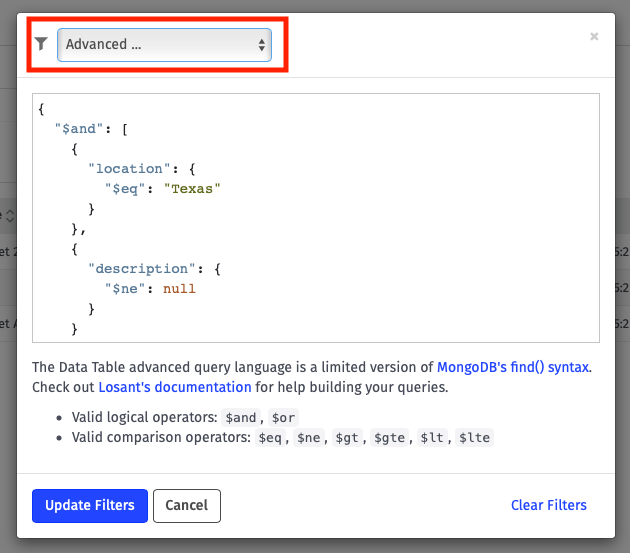 Advanced ...
×
{
  "$and": [
    {
      "location": {
        "$eq": "Texas"
      }
    },
    {
      "description": {
        "$ne": null
      }
    }
The Data Table advanced query language is a limited version of MongoDB's find() syntax.
Check out Losant's documentation for help building your queries.
• Valid logical operators: $and, $or
• Valid comparison operators: $eq, $ne, $gt, $gte, $lt, $lte
Update Filters Cancel Clear Filters